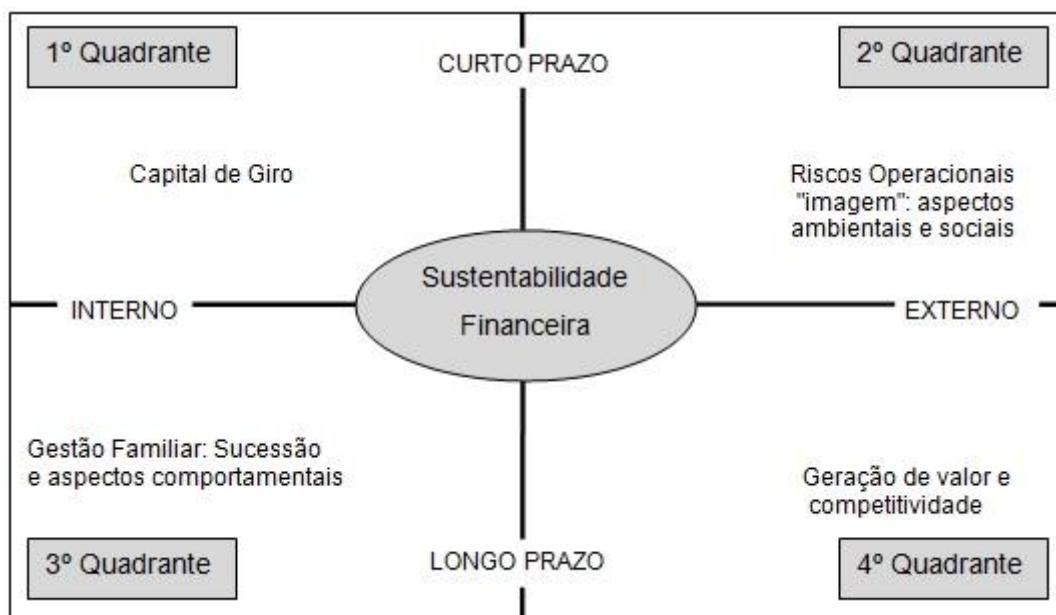 1º Quadrante
CURTO PRAZO
2º Quadrante
Capital de Giro
Riscos Operacionais
"imagem": aspectos
ambientais e sociais
Sustentabilidade
Financeira
INTERNO
EXTERNO
Gestão Familiar: Sucessão
e aspectos comportamentais
Geração de valor e
competitividade
3º Quadrante
LONGO PRAZO
4º Quadrante